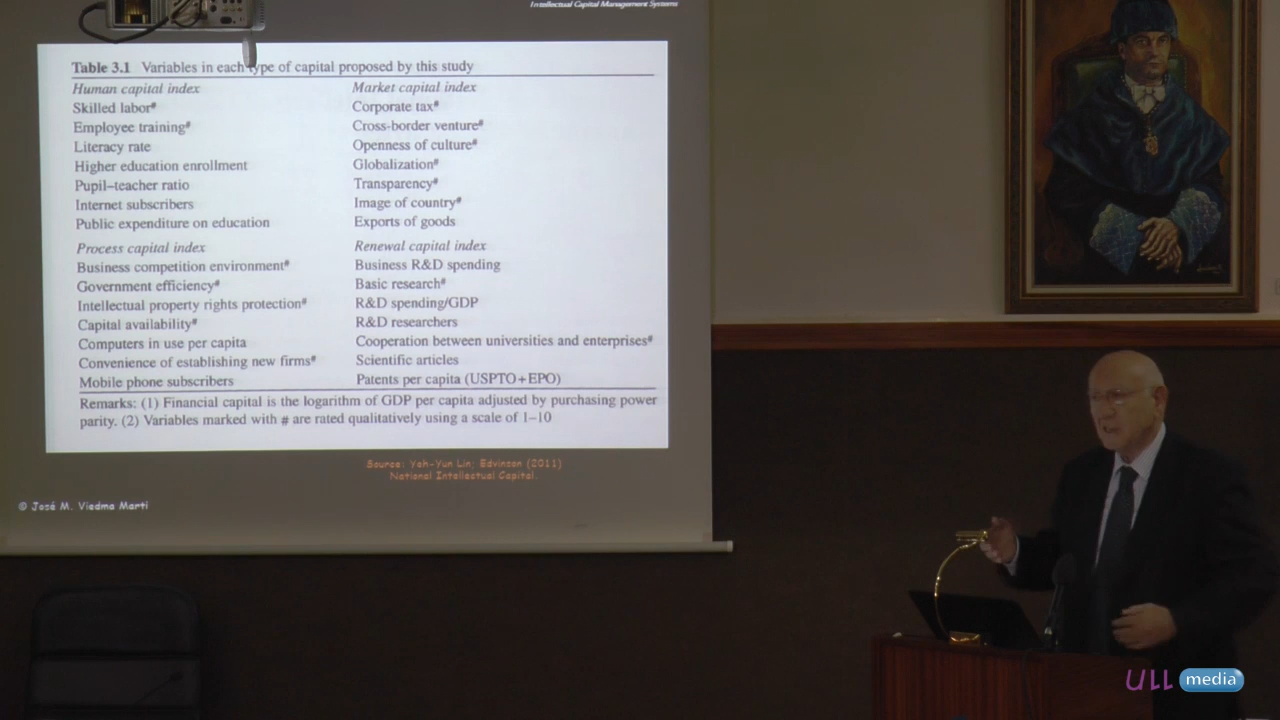 Intellectual Capital Management Systems
Table 3.1 Variables in each type of capital proposed by this study
Human capital index
Skilled labor#
Employee training#
Literacy rate
Higher education enrollment
Pupil–teacher ratio
Internet subscribers
Public expenditure on education
Market capital index
Corporate tax#
Cross-border venture#
Openness of culture#
Globalization#
Transparency#
Image of country#
Exports of goods
Process capital index
Business competition environment#
Government efficiency#
Intellectual property rights protection#
Capital availability#
Computers in use per capita
Convenience of establishing new firms#
Mobile phone subscribers
Renewal capital index
Business R&D spending
Basic research#
R&D spending/GDP
R&D researchers
Cooperation between universities and enterprises#
Scientific articles
Patents per capita (USPTO+EPO)
Remarks: (1) Financial capital is the logarithm of GDP per capita adjusted by purchasing power
parity. (2) Variables marked with # are rated qualitatively using a scale of 1–10
Source: Yeh-Yun Lin; Edvinson (2011)
National Intellectual Capital.
© José M. Viedma Marti
ULL media